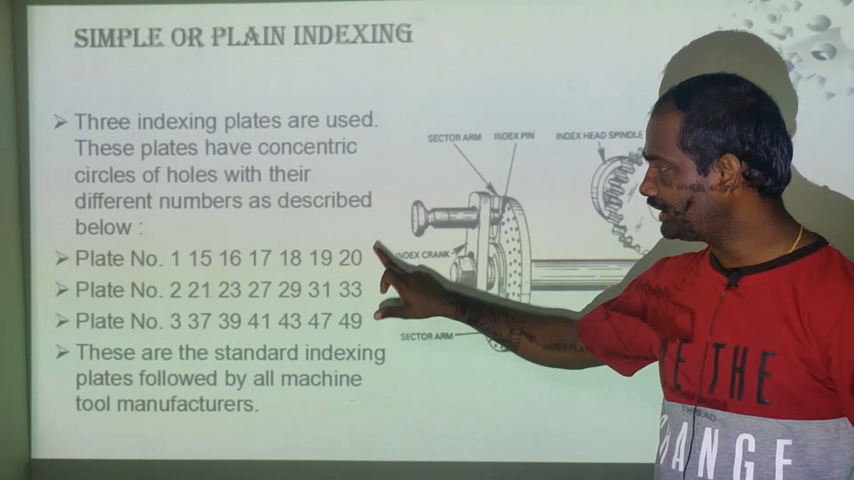 SIMPLE OR PLAIN INDEXING
➢ Three indexing plates are used.
These plates have concentric
circles of holes with their
different numbers as described
below :
➢ Plate No. 1 15 16 17 18 19 20
➢ Plate No. 2 21 23 27 29 31 33
➢ Plate No. 3 37 39 41 43 47 49
➢ These are the standard indexing
plates followed by all machine
tool manufacturers.
SECTOR ARM
INDEX PIN
INDEX HEAD SPINDLE
INDEX CRANK
SECTOR ARM
THE
ANGE